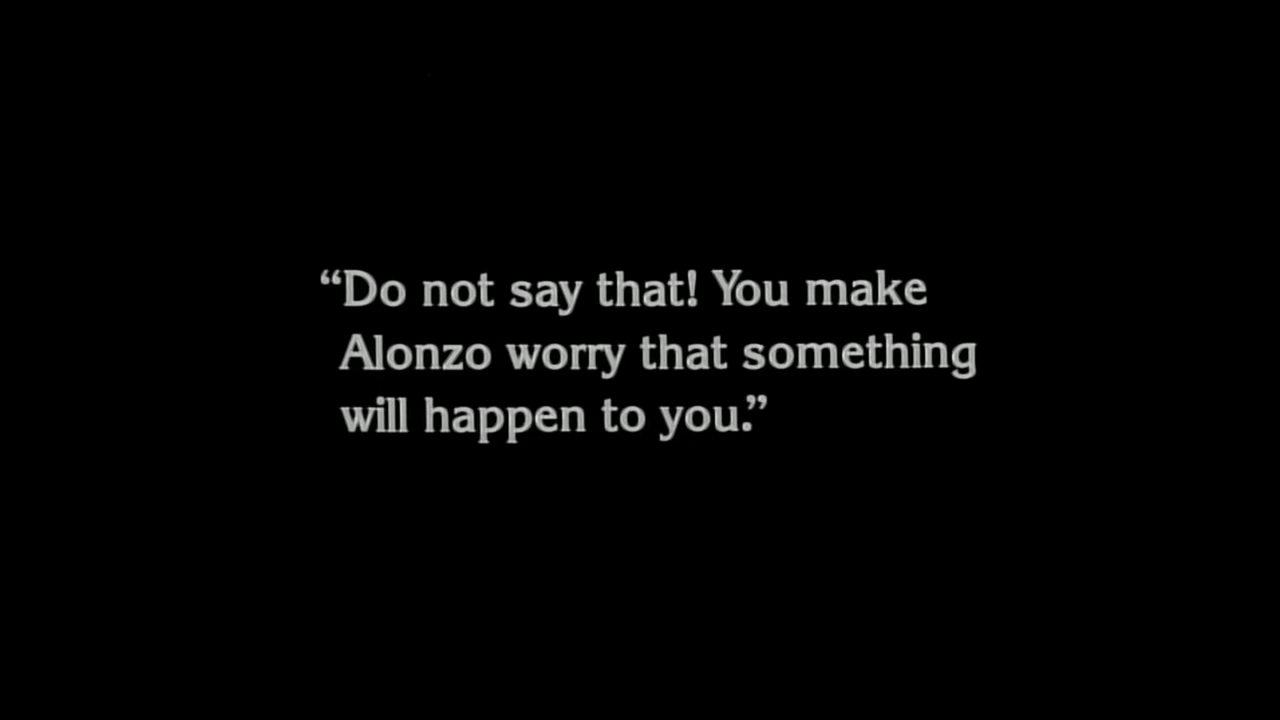 “Do not say that! You make
Alonzo worry that something
will happen to you.”